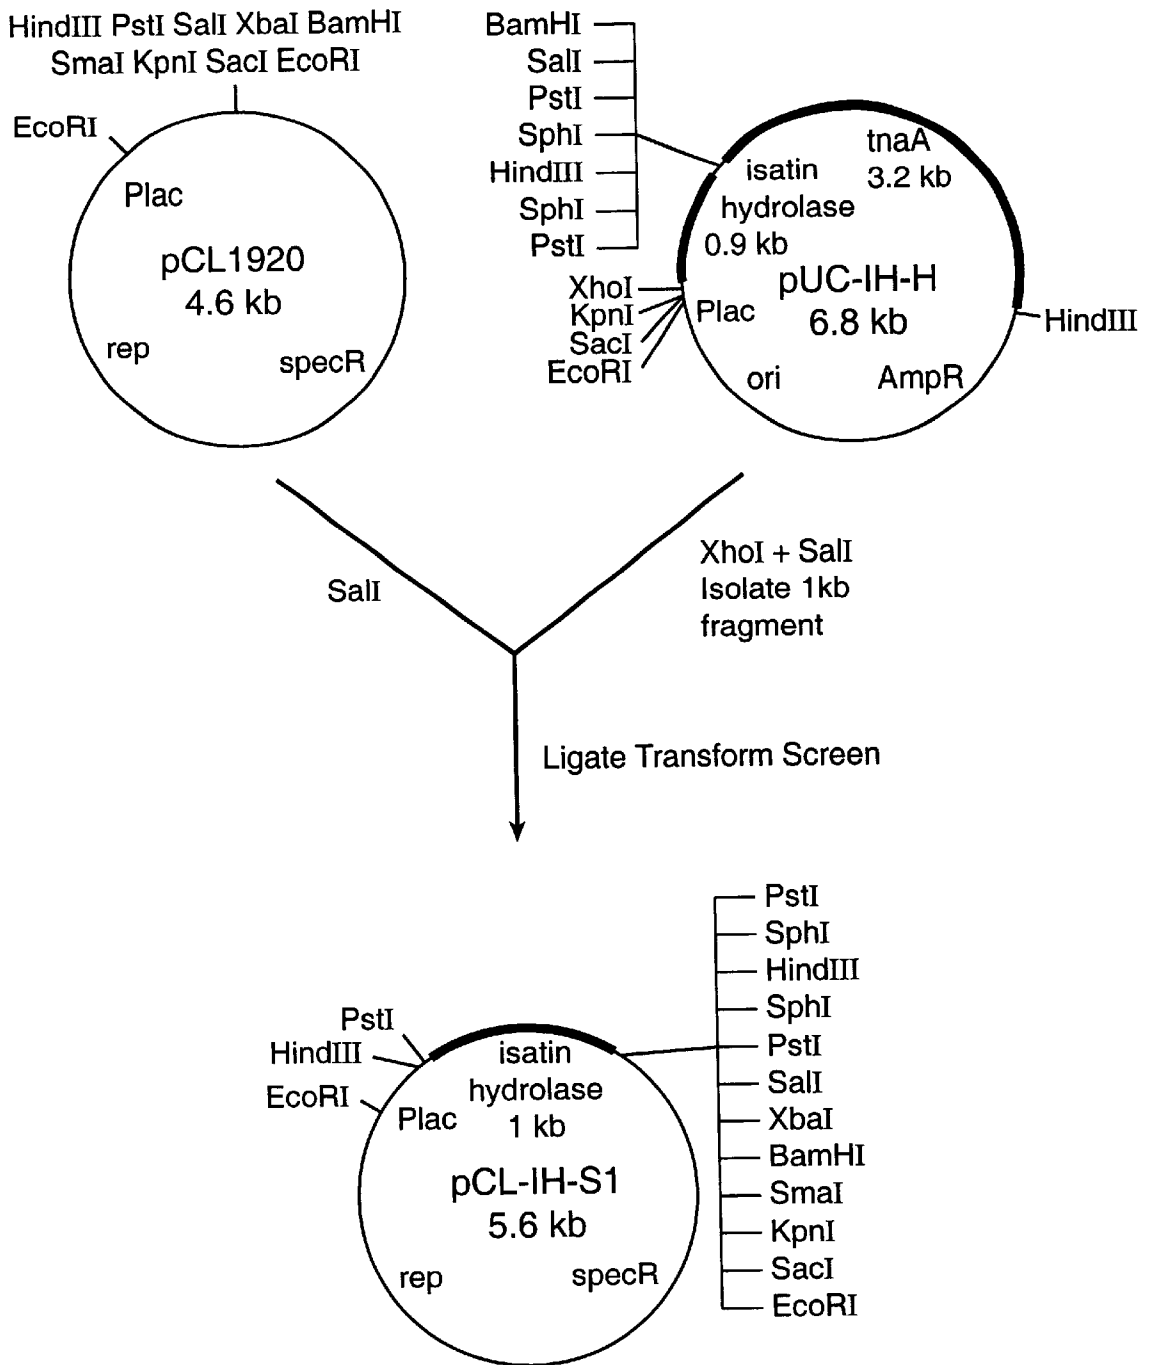 HindIII PstI SalI XbaI BamHI
SmaI KpnI SacI EcoRI
EcoRI
Plac
pCL1920
4.6 kb
rep
specR
BamHI
SalI
PstI
SphI
HindIII
SphI
PstI
XhoI
KpnI
SacI
EcoRI
tnaA
3.2 kb
isatin
hydrolase
0.9 kb
pUC-IH-H
6.8 kb
Plac
HindIII
ori
AmpR
SalI
XhoI + SalI
Isolate 1kb
fragment
Ligate Transform Screen
PstI
HindIII
EcoRI
isatin
hydrolase
1 kb
Plac
pCL-IH-S1
5.6 kb
rep
specR
PstI
SphI
HindIII
SphI
PstI
SalI
XbaI
BamHI
SmaI
KpnI
SacI
EcoRI